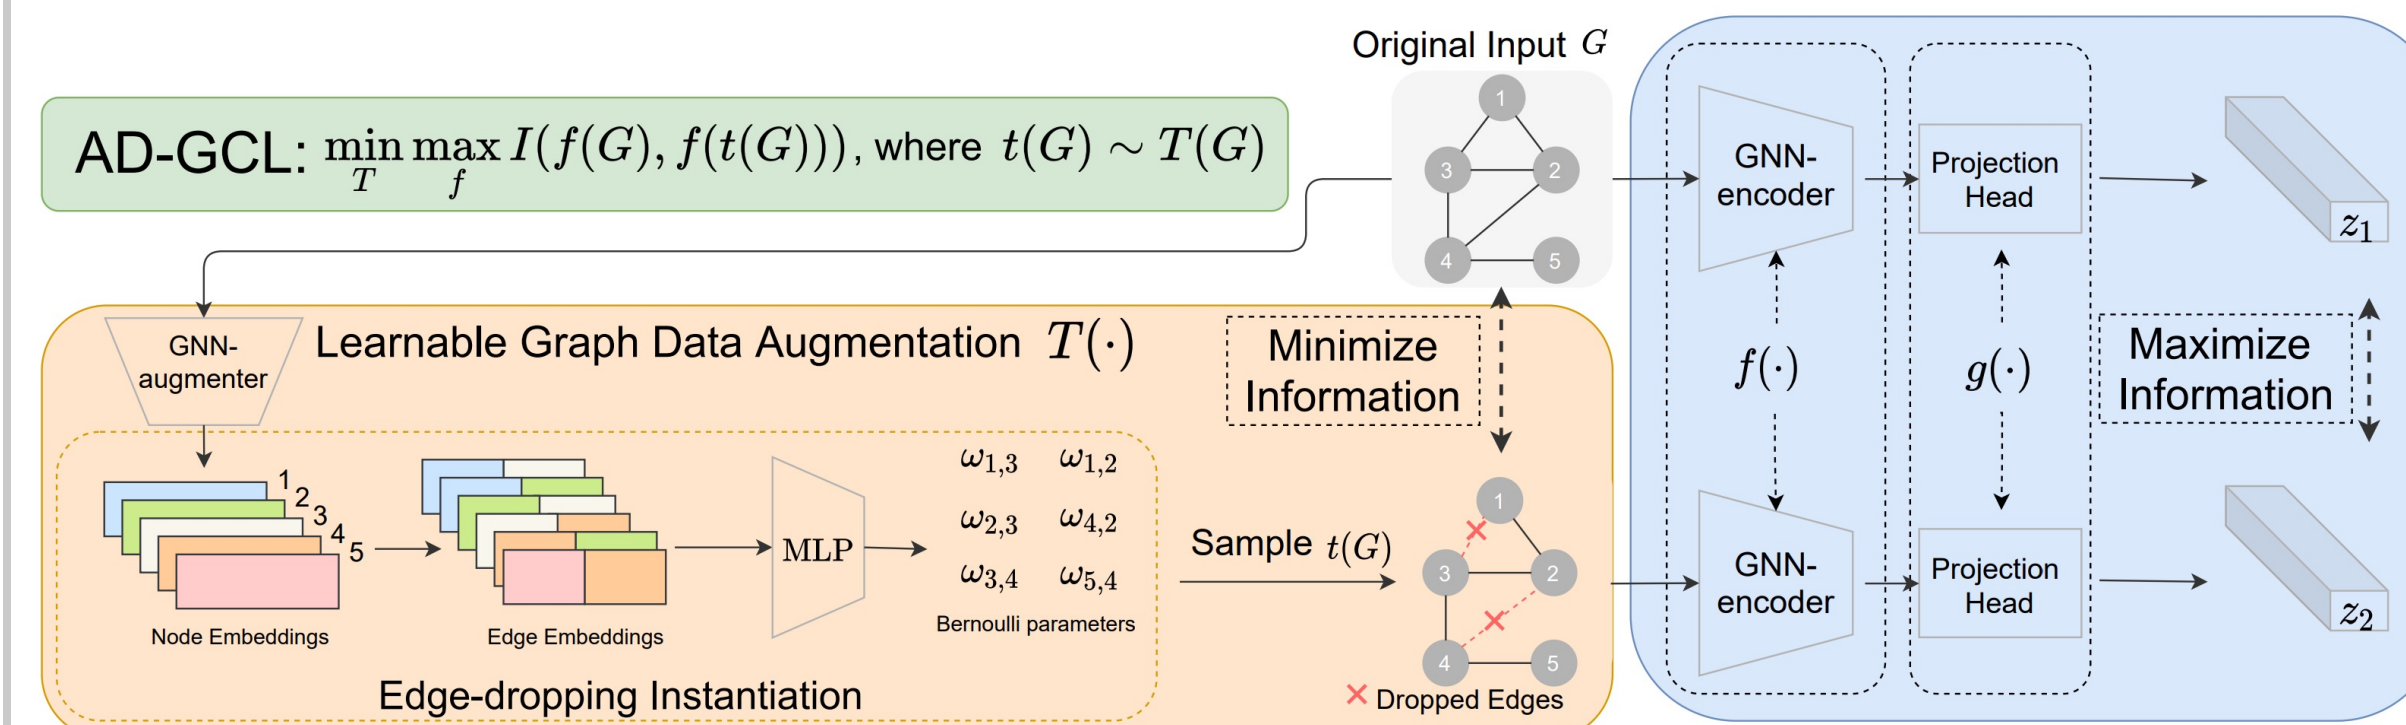 Original Input G
AD-GCL: min max I(f(G), f(t(G))), where t(G) ∼ T(G)
T f
1
3 2
4 5
GNN-
encoder
Projection
Head
z₁
GNN-
augmenter
Learnable Graph Data Augmentation T(·)
Minimize
Information
f(·)
g(·)
Maximize
Information
1
2
3
4
5
Node Embeddings
Edge Embeddings
MLP
ω₁,₃ ω₁,₂
ω₂,₃ ω₄,₂
ω₃,₄ ω₅,₄
Bernoulli parameters
Edge-dropping Instantiation
Sample t(G)
1
3 2
4 5
Dropped Edges
GNN-
encoder
Projection
Head
z₂